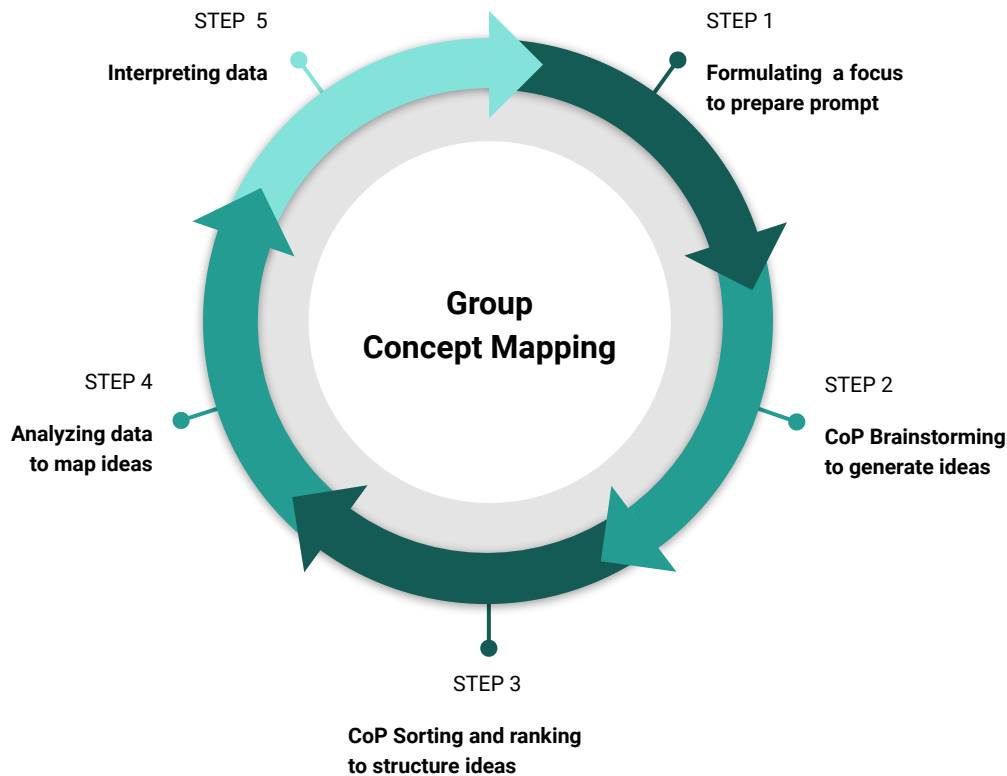 STEP 1
Formulating a focus
to prepare prompt
STEP 2
CoP Brainstorming
to generate ideas
STEP 3
CoP Sorting and ranking
to structure ideas
STEP 4
Analyzing data
to map ideas
STEP 5
Interpreting data
Group
Concept Mapping